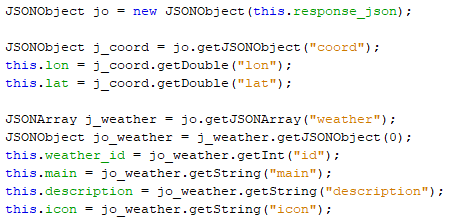 JSONObject jo = new JSONObject(this.response_json);
JSONObject j_coord = jo.getJSONObject("coord");
this.lon = j_coord.getDouble("lon");
this.lat = j_coord.getDouble("lat");
JSONArray j_weather = jo.getJSONArray("weather");
JSONObject jo_weather = j_weather.getJSONObject(0);
this.weather_id = jo_weather.getInt("id");
this.main = jo_weather.getString("main");
this.description = jo_weather.getString("description");
this.icon = jo_weather.getString("icon");